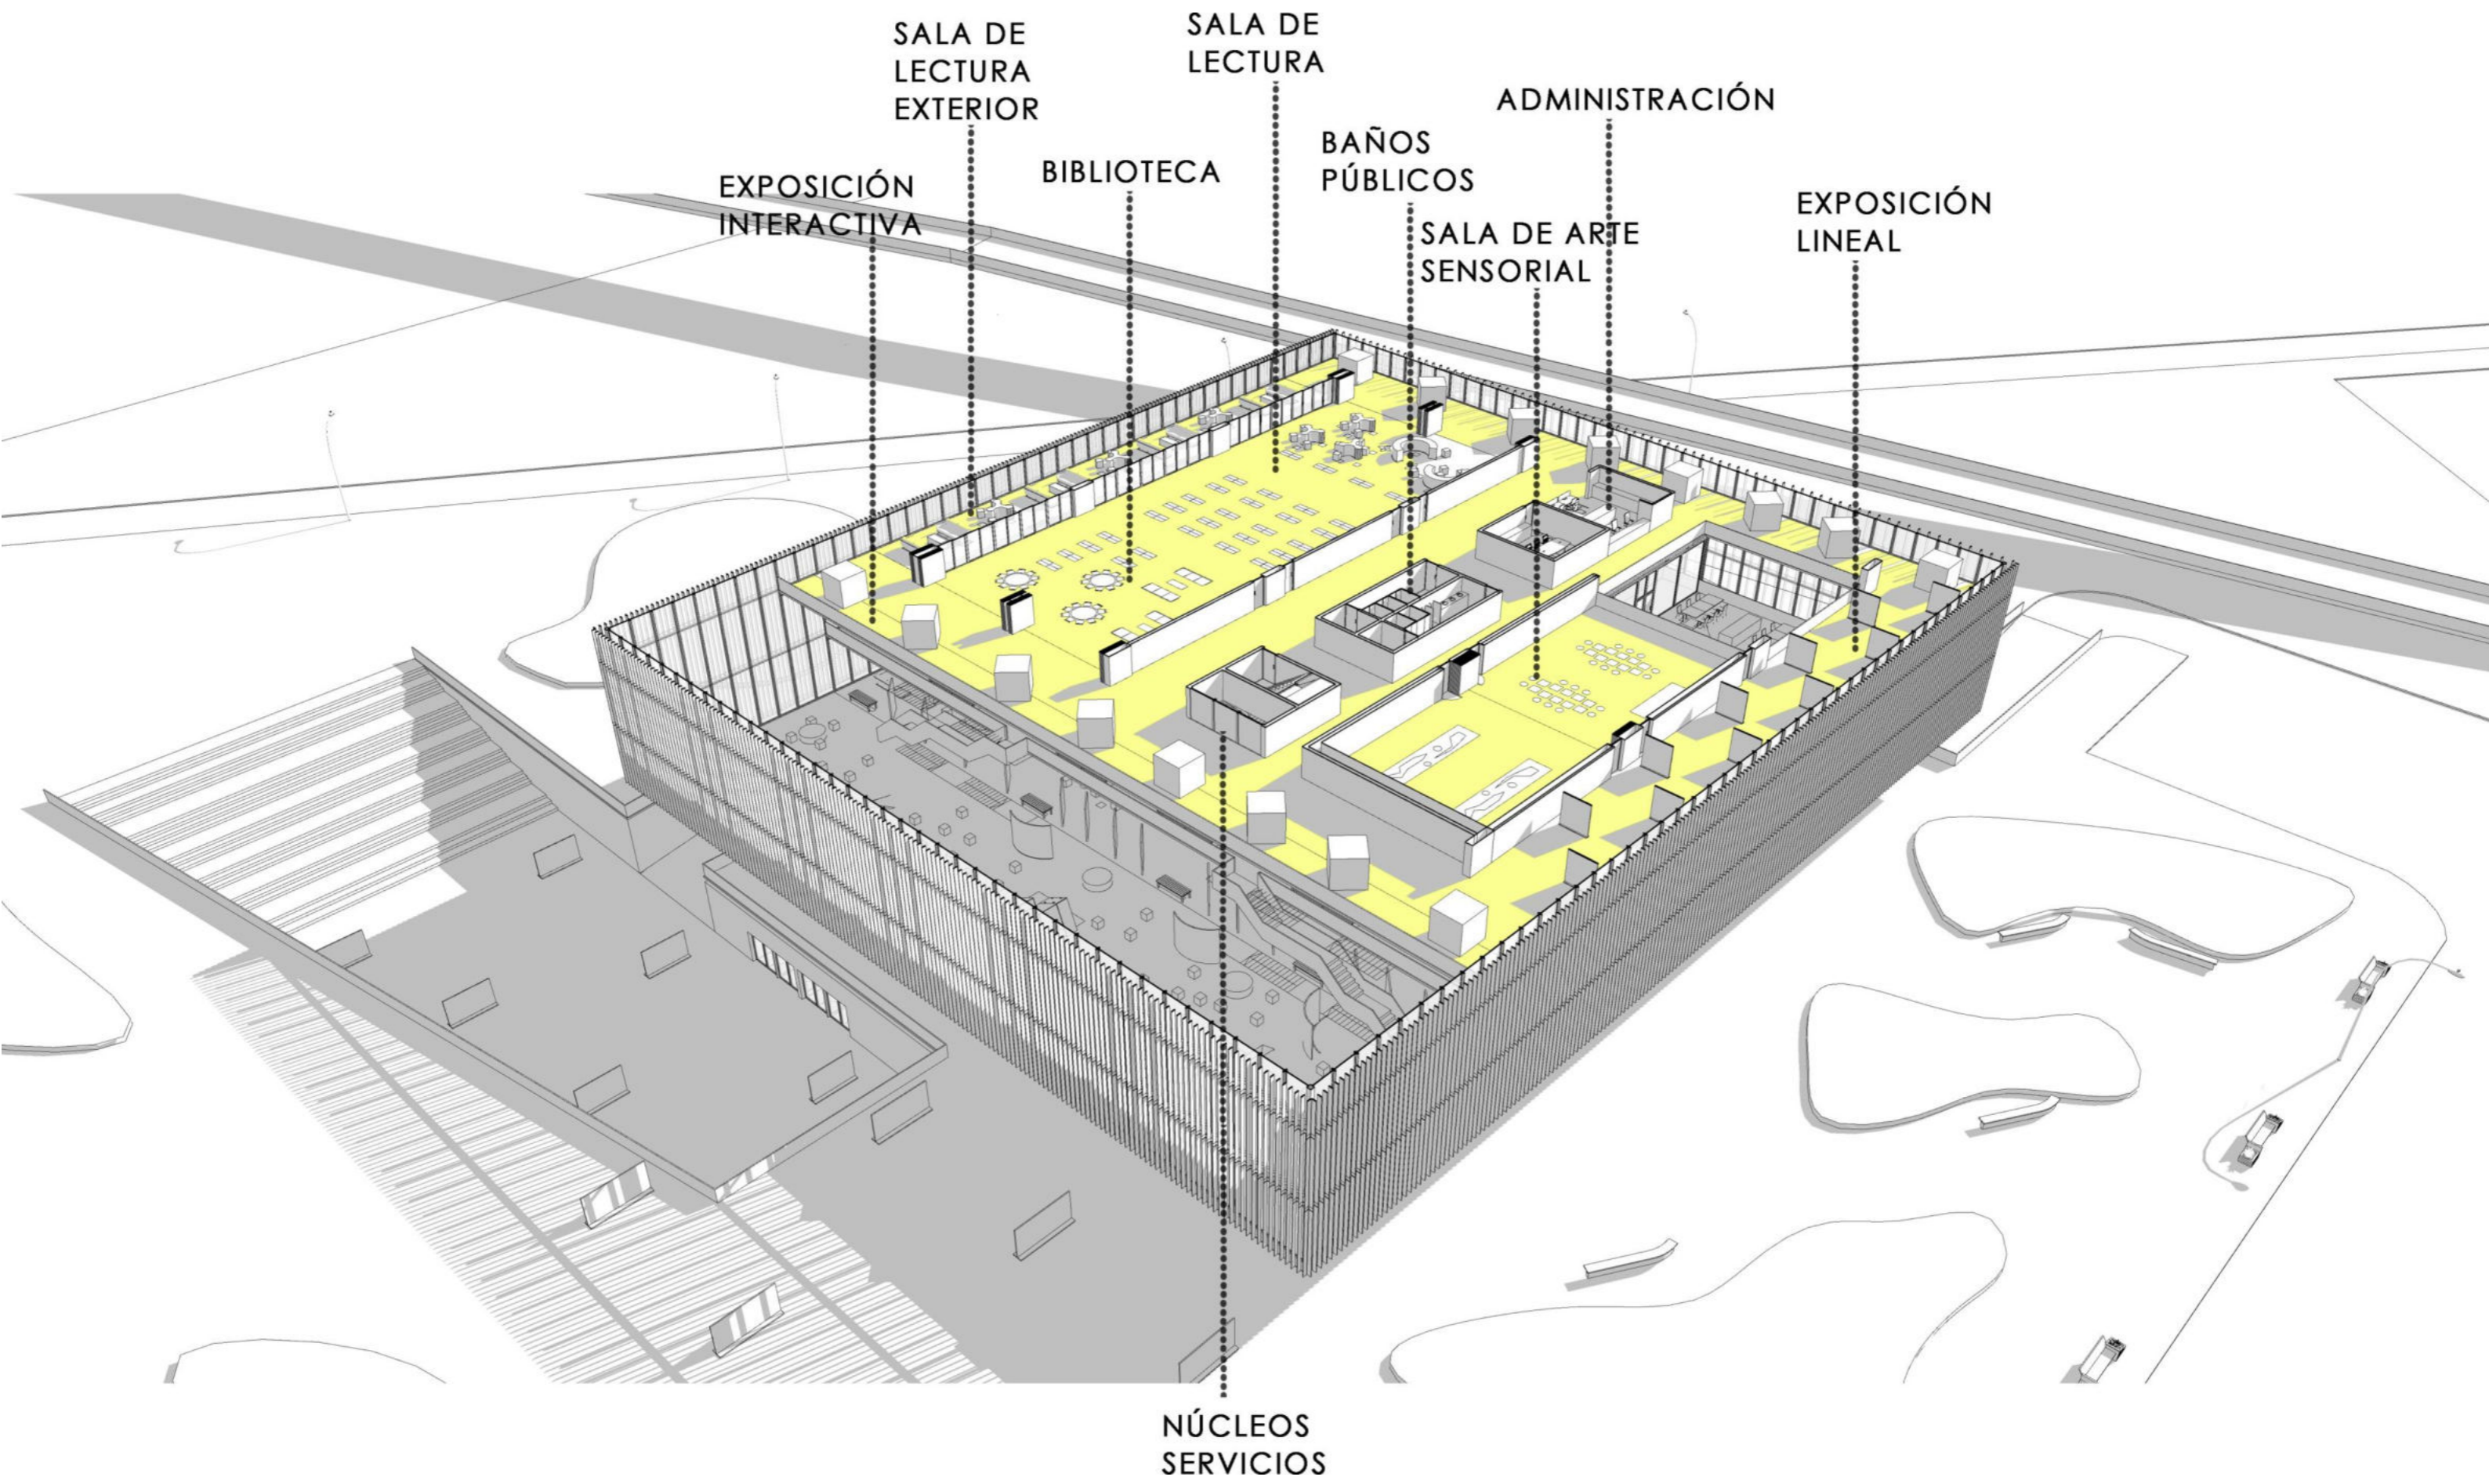 SALA DE
LECTURA
EXTERIOR
SALA DE
LECTURA
ADMINISTRACIÓN
BAÑOS
PÚBLICOS
BIBLIOTECA
EXPOSICIÓN
INTERACTIVA
EXPOSICIÓN
LINEAL
SALA DE ARTE
SENSORIAL
NÚCLEOS
SERVICIOS